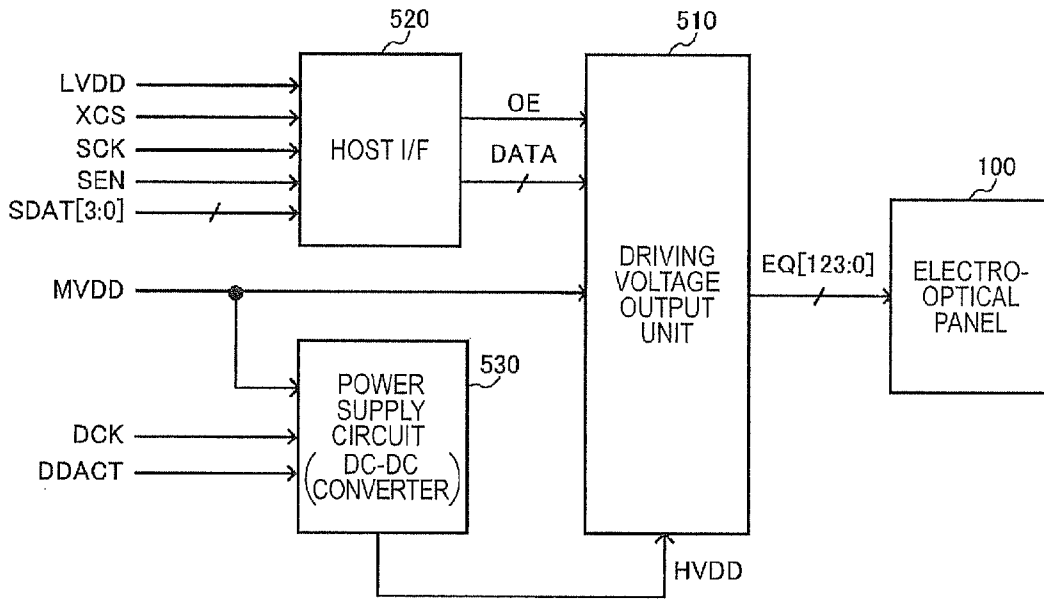 520
510
LVDD
XCS
SCK
SEN
SDAT[3:0]
HOST I/F
OE
DATA
100
MVDD
DRIVING
VOLTAGE
OUTPUT
UNIT
EQ[123:0]
ELECTRO-
OPTICAL
PANEL
530
DCK
DDACT
POWER
SUPPLY
CIRCUIT
(DC-DC
CONVERTER)
HVDD